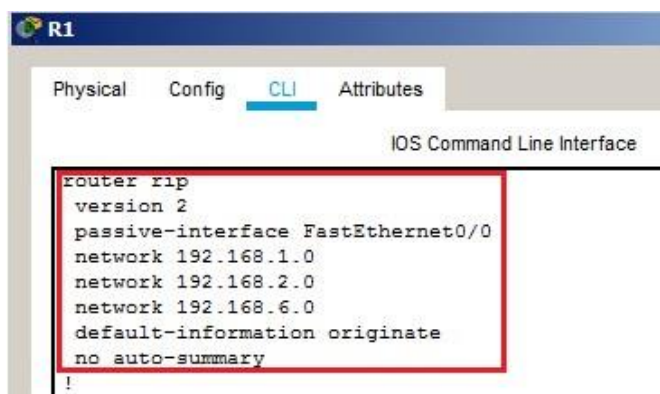 R1
Physical Config CLI Attributes
IOS Command Line Interface
router rip
version 2
passive-interface FastEthernet0/0
network 192.168.1.0
network 192.168.2.0
network 192.168.6.0
default-information originate
no auto-summary
!